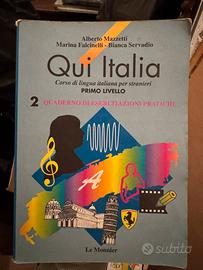 Alberto Mazzetti
Marina Falcinelli - Bianca Servadio
Qui Italia
Corso di lingua italiana per stranieri
PRIMO LIVELLO
2 QUADERNO DI ESERCITAZIONI PRATICHE
Le Monnier
subito